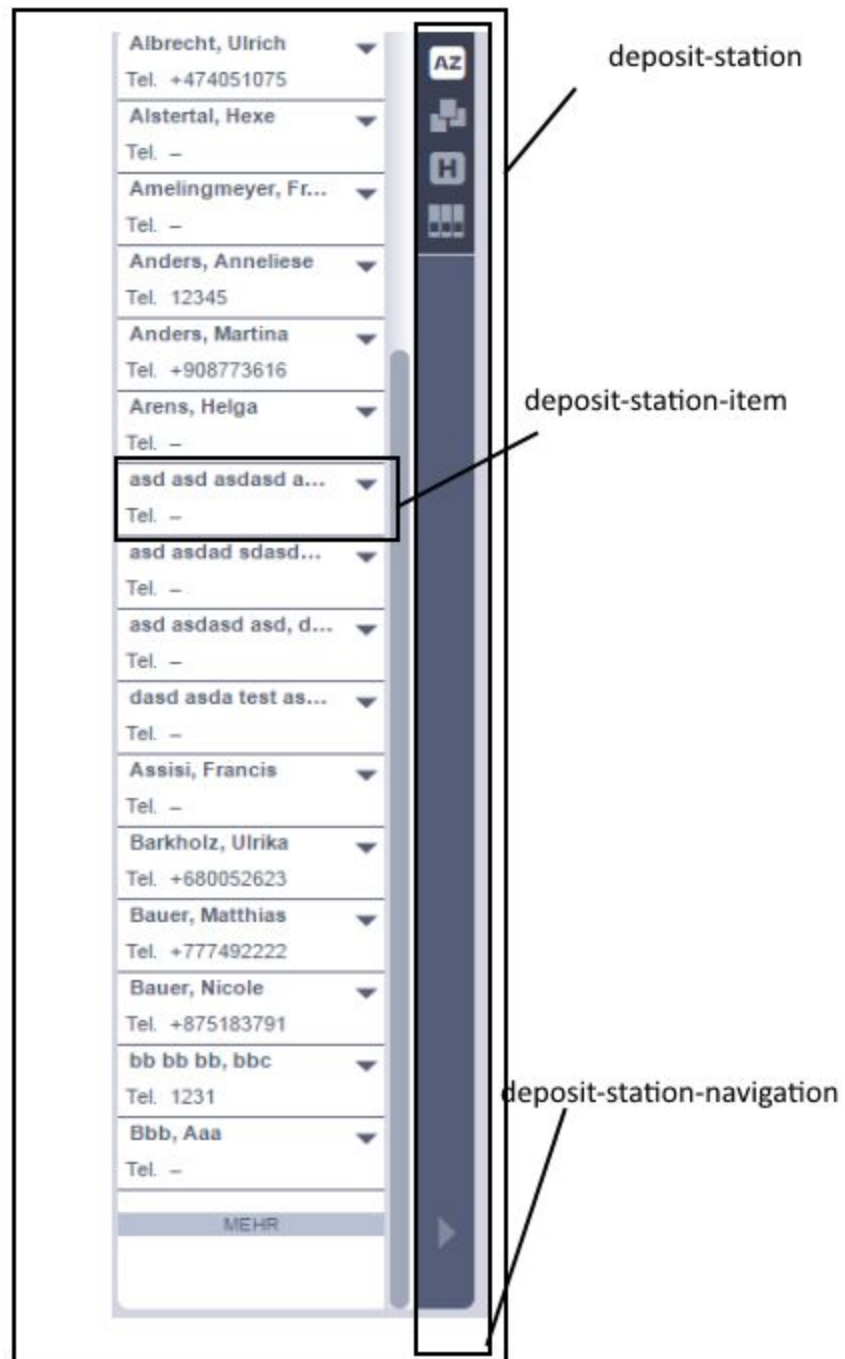 Albrecht, Ulrich
Tel. +474051075
Alstertal, Hexe
Tel. –
Amelingmeyer, Fr...
Tel. –
Anders, Anneliese
Tel. 12345
Anders, Martina
Tel. +908773616
Arens, Helga
Tel. –
asd asd asdasd a...
Tel. –
asd asdad sdasd...
Tel. –
asd asdasd asd, d...
Tel. –
dasd asda test as...
Tel. –
Assisi, Francis
Tel. –
Barkholz, Ulrika
Tel. +680052623
Bauer, Matthias
Tel. +777492222
Bauer, Nicole
Tel. +875183791
bb bb bb, bbc
Tel. 1231
Bbb, Aaa
Tel. –
MEHR
AZ
H
deposit-station
deposit-station-item
deposit-station-navigation